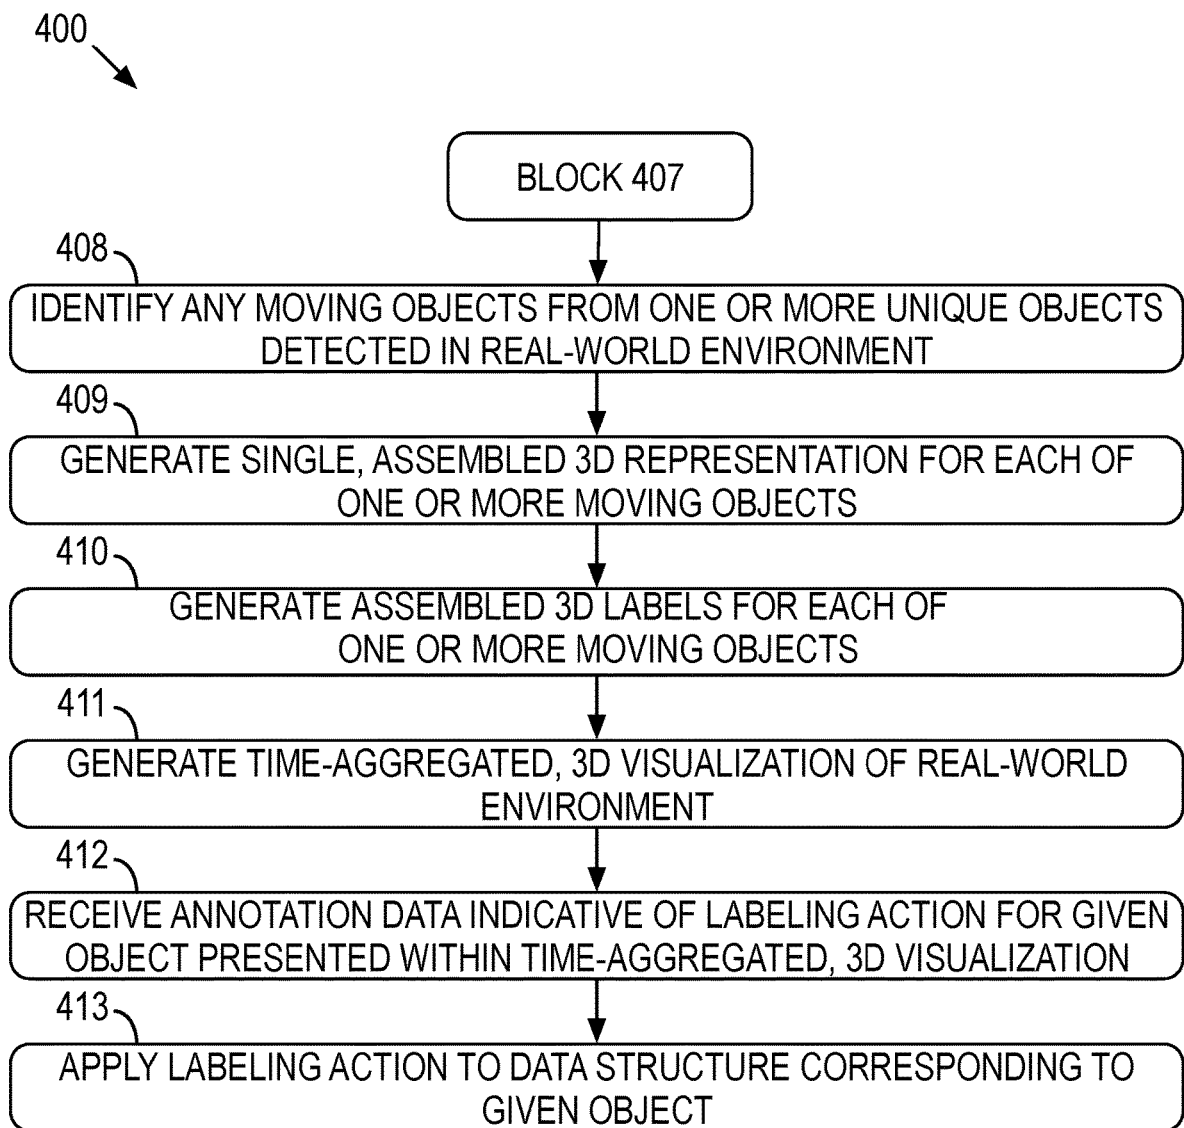 400
BLOCK 407
408
IDENTIFY ANY MOVING OBJECTS FROM ONE OR MORE UNIQUE OBJECTS
DETECTED IN REAL-WORLD ENVIRONMENT
409
GENERATE SINGLE, ASSEMBLED 3D REPRESENTATION FOR EACH OF
ONE OR MORE MOVING OBJECTS
410
GENERATE ASSEMBLED 3D LABELS FOR EACH OF
ONE OR MORE MOVING OBJECTS
411
GENERATE TIME-AGGREGATED, 3D VISUALIZATION OF REAL-WORLD
ENVIRONMENT
412
RECEIVE ANNOTATION DATA INDICATIVE OF LABELING ACTION FOR GIVEN
OBJECT PRESENTED WITHIN TIME-AGGREGATED, 3D VISUALIZATION
413
APPLY LABELING ACTION TO DATA STRUCTURE CORRESPONDING TO
GIVEN OBJECT